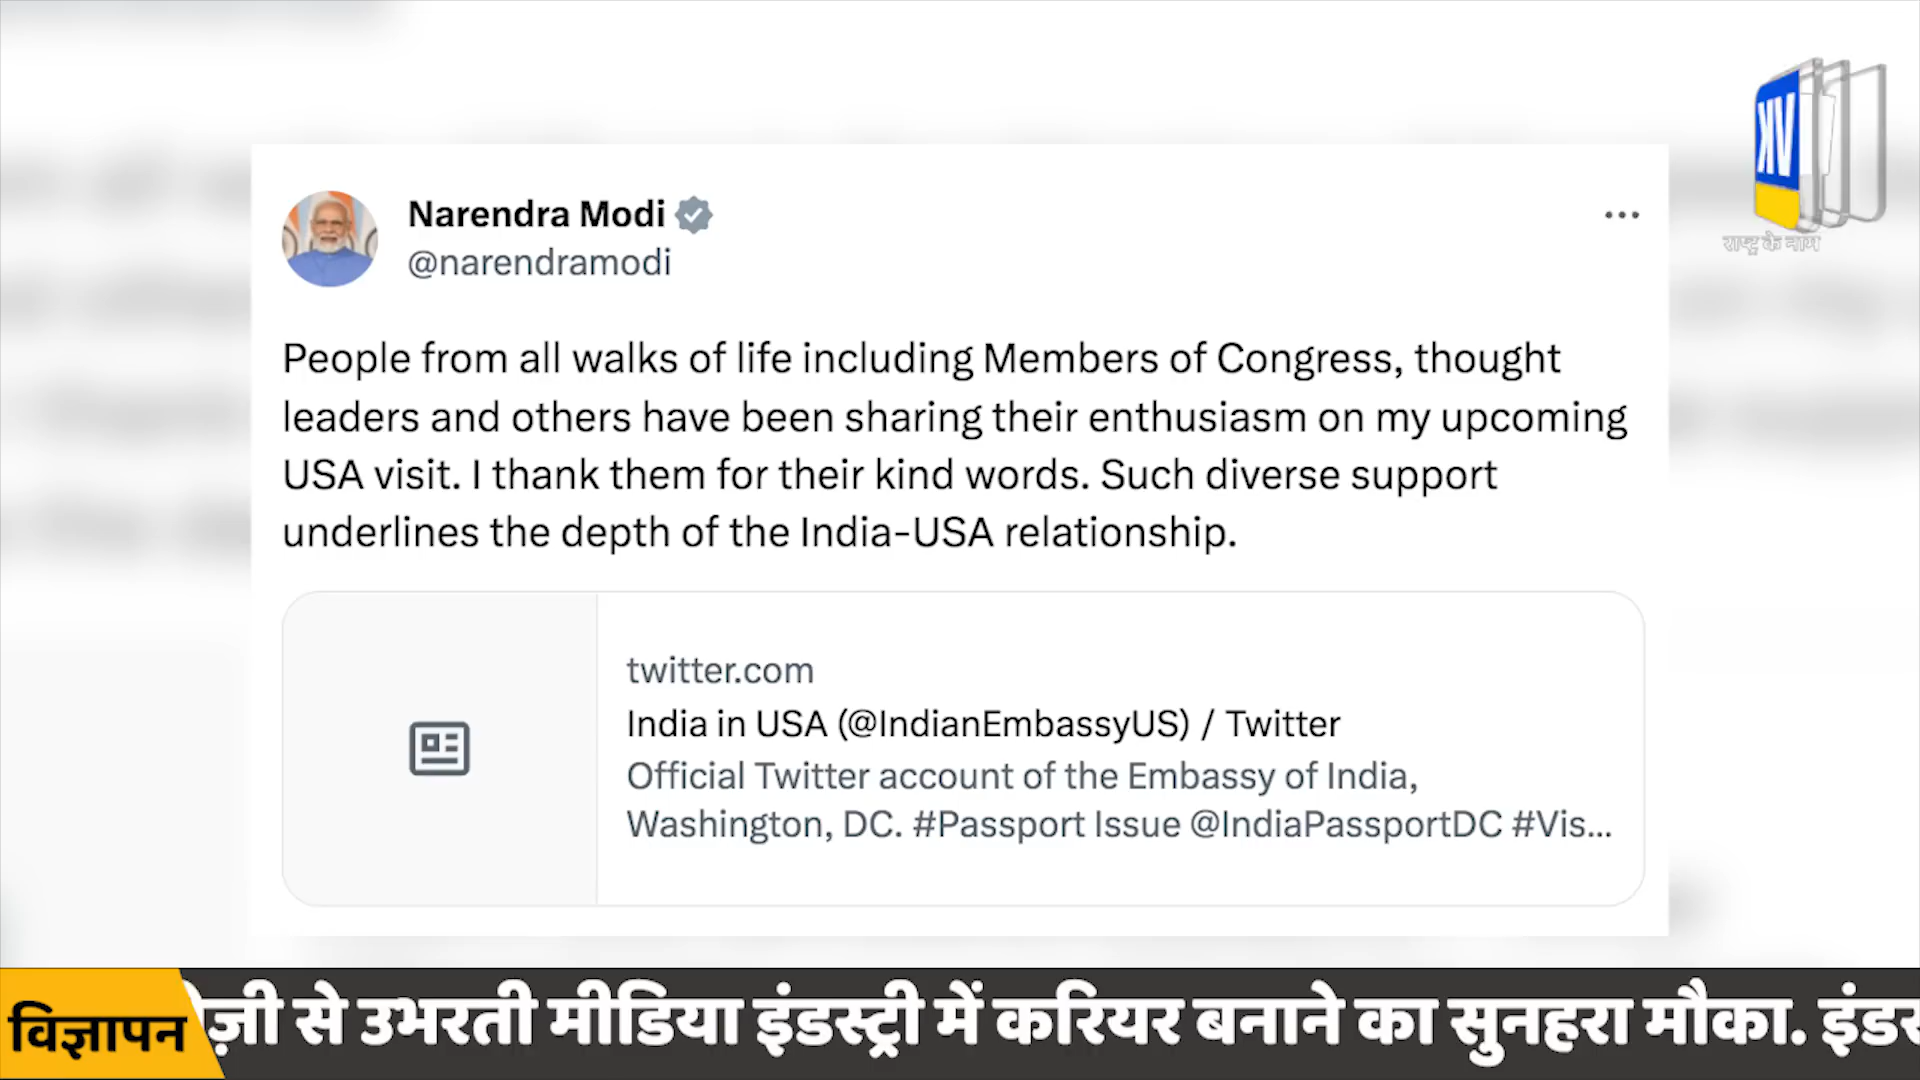 Narendra Modi
@narendramodi
People from all walks of life including Members of Congress, thought
leaders and others have been sharing their enthusiasm on my upcoming
USA visit. I thank them for their kind words. Such diverse support
underlines the depth of the India-USA relationship.
twitter.com
India in USA (@IndianEmbassyUS) / Twitter
Official Twitter account of the Embassy of India,
Washington, DC. #Passport Issue @IndiaPassportDC #Vis...
KV
राष्ट्र के नाम
विज्ञापन
से उभरती मीडिया इंडस्ट्री में करियर बनाने का सुनहरा मौका.